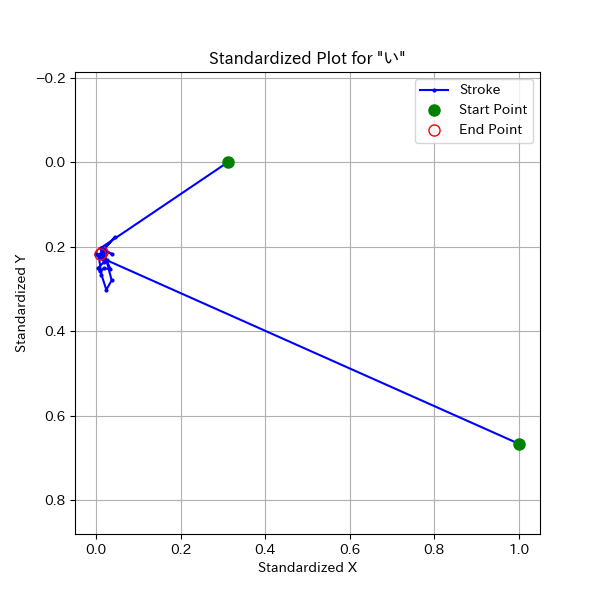 Standardized Plot for "い"
−0.2
Stroke
Start Point
End Point
0.0
0.2
0.4
0.6
0.8
Standardized Y
0.0 0.2 0.4 0.6 0.8 1.0
Standardized X